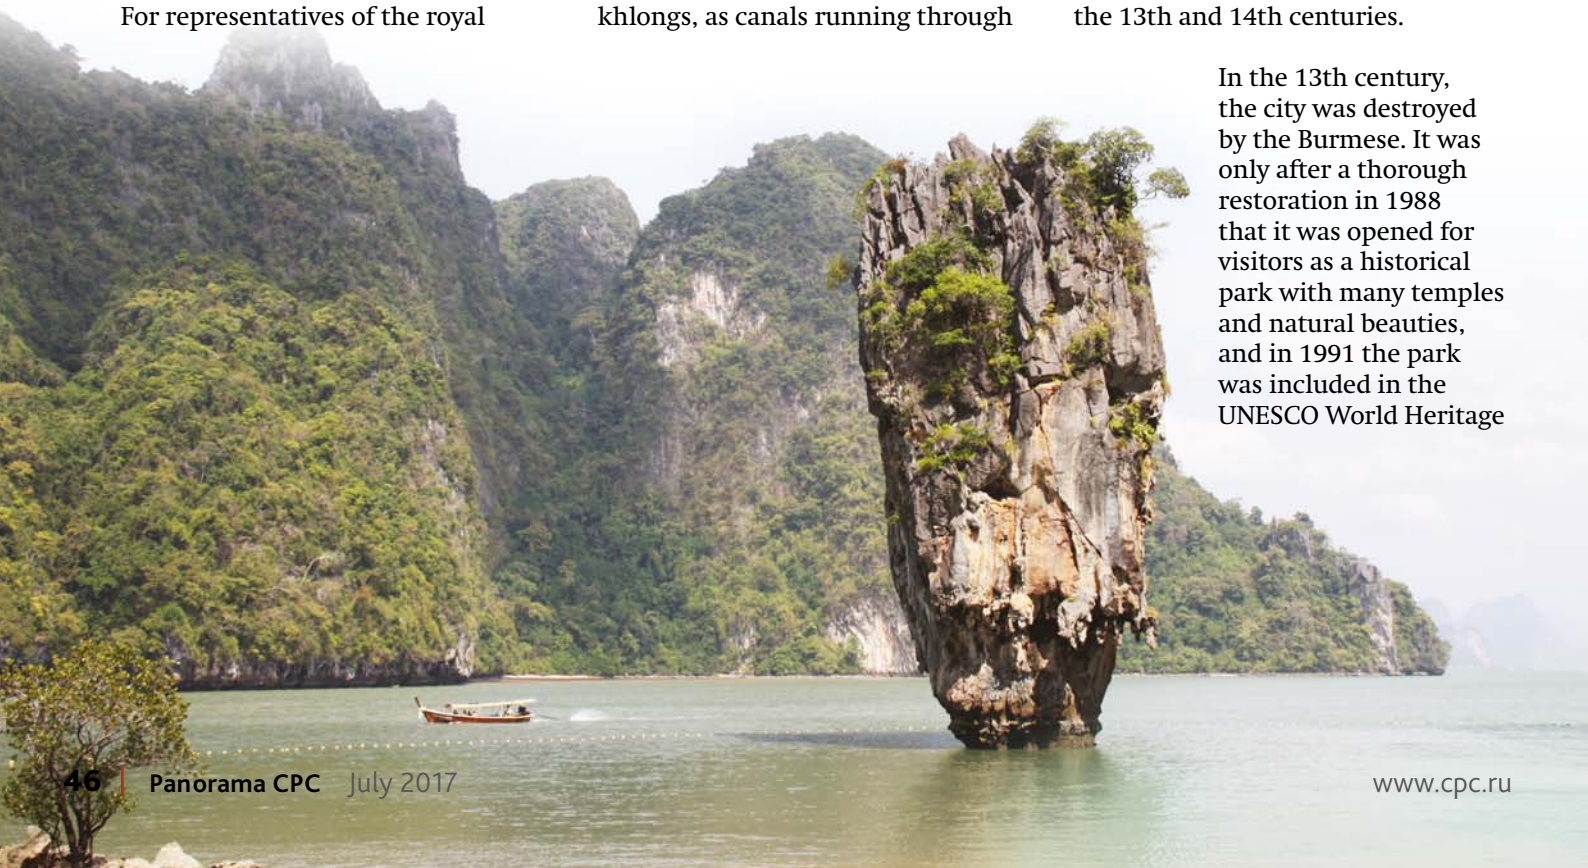 For representatives of the royal
khlongs, as canals running through
the 13th and 14th centuries.
In the 13th century,
the city was destroyed
by the Burmese. It was
only after a thorough
restoration in 1988
that it was opened for
visitors as a historical
park with many temples
and natural beauties,
and in 1991 the park
was included in the
UNESCO World Heritage
46 | Panorama CPC July 2017
www.cpc.ru